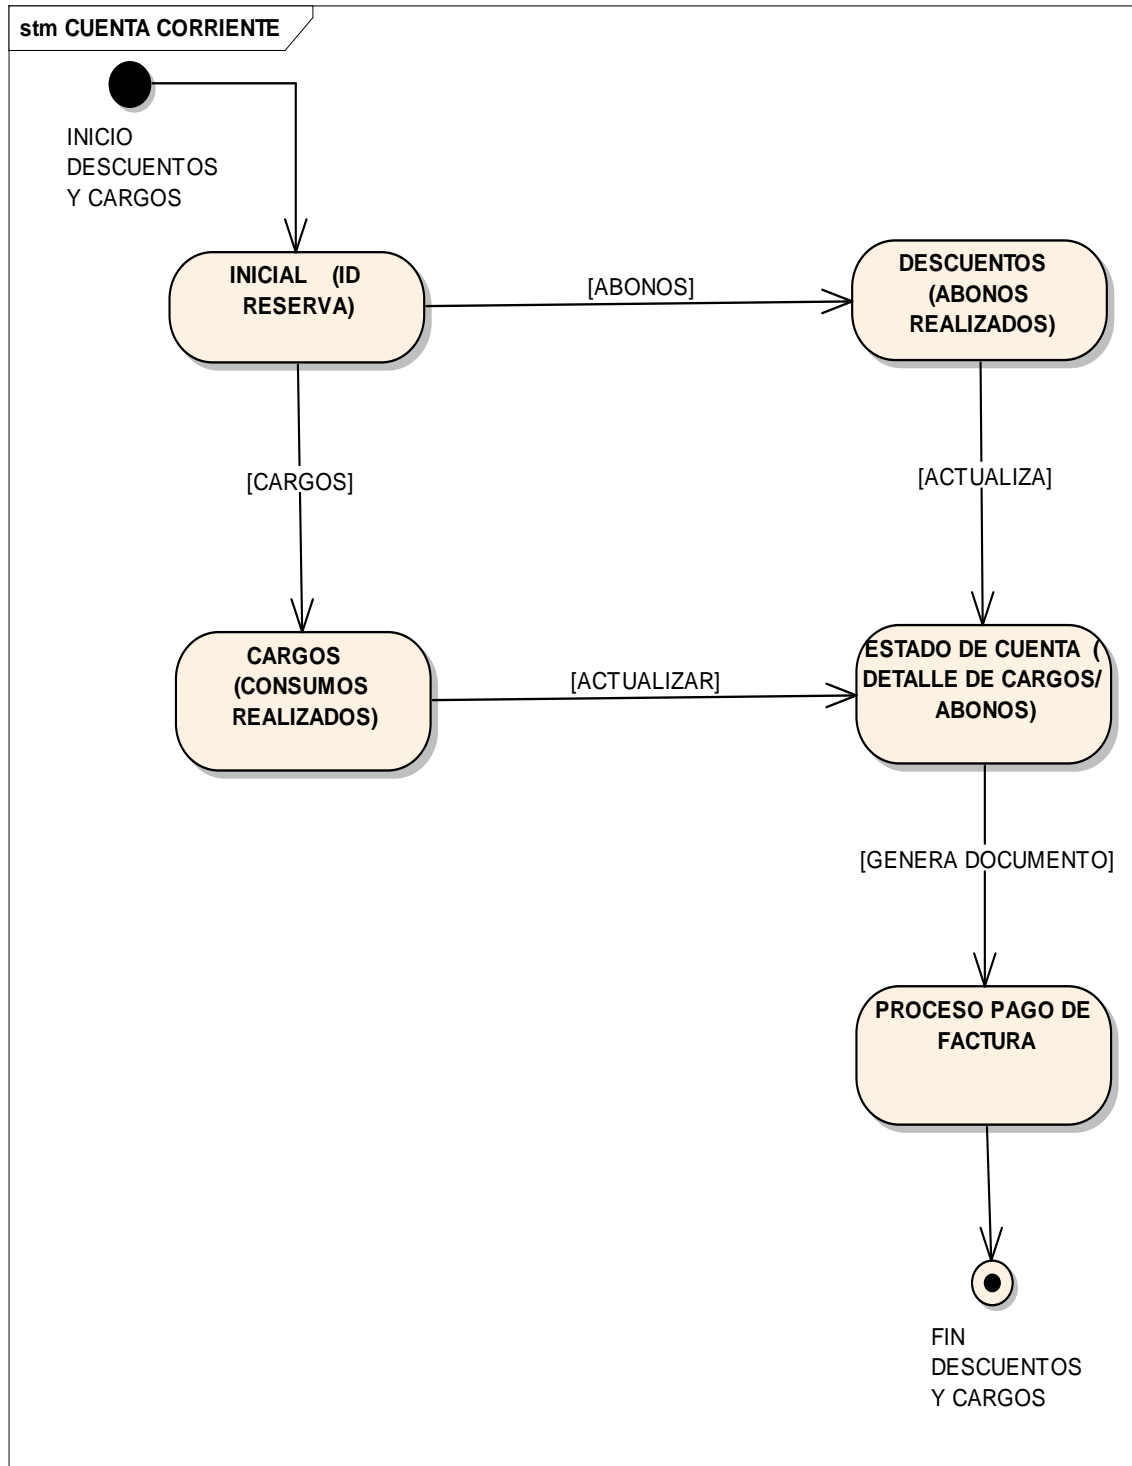 stm CUENTA CORRIENTE
INICIO
DESCUENTOS
Y CARGOS
INICIAL (ID
RESERVA)
[ABONOS]
DESCUENTOS
(ABONOS
REALIZADOS)
[CARGOS]
[ACTUALIZA]
CARGOS
(CONSUMOS
REALIZADOS)
[ACTUALIZAR]
ESTADO DE CUENTA (
DETALLE DE CARGOS/
ABONOS)
[GENERA DOCUMENTO]
PROCESO PAGO DE
FACTURA
FIN
DESCUENTOS
Y CARGOS